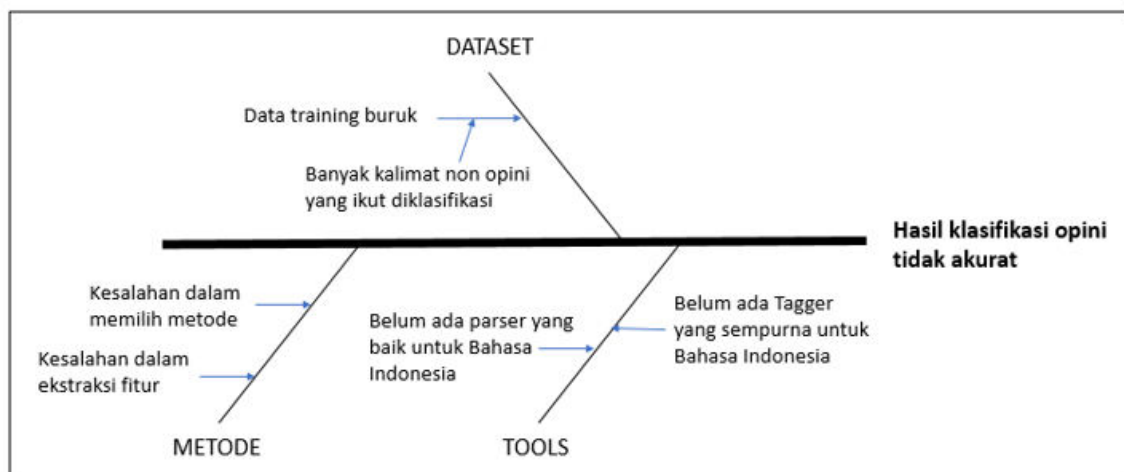 DATASET
Data training buruk
Banyak kalimat non opini
yang ikut diklasifikasi
Hasil klasifikasi opini
tidak akurat
Kesalahan dalam
memilih metode
Kesalahan dalam
ekstraksi fitur
Belum ada parser yang
baik untuk Bahasa
Indonesia
Belum ada Tagger
yang sempurna untuk
Bahasa Indonesia
METODE
TOOLS